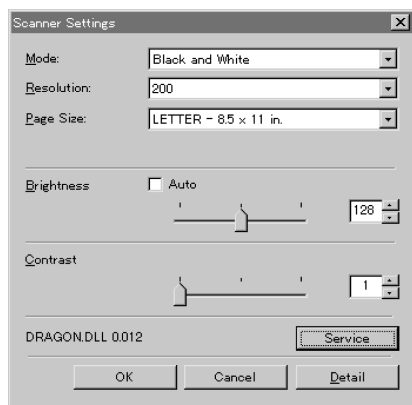 Scanner Settings
Mode: Black and White
Resolution: 200
Page Size: LETTER - 8.5 x 11 in.
Brightness Auto
128
Contrast
1
DRAGON.DLL 0.012 Service
OK Cancel Detail